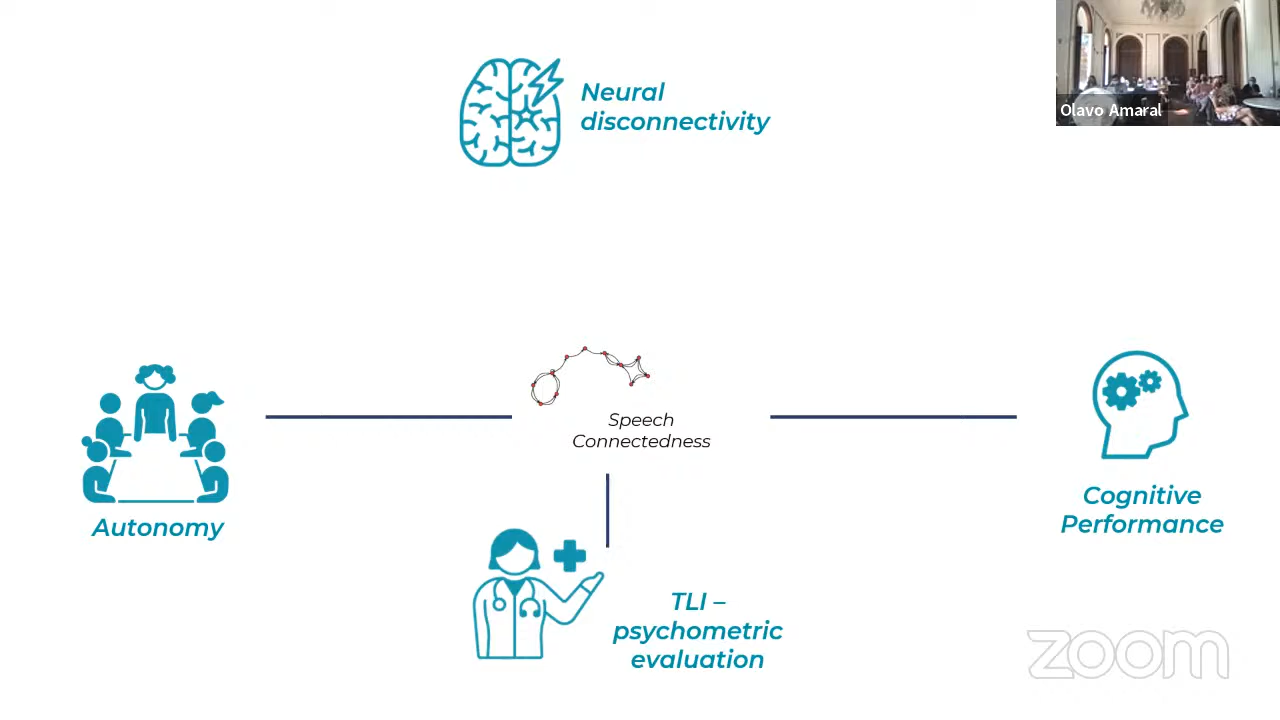 Neural
disconnectivity
Olavo Amaral
Speech
Connectedness
Autonomy
Cognitive
Performance
TLI –
psychometric
evaluation
zoom